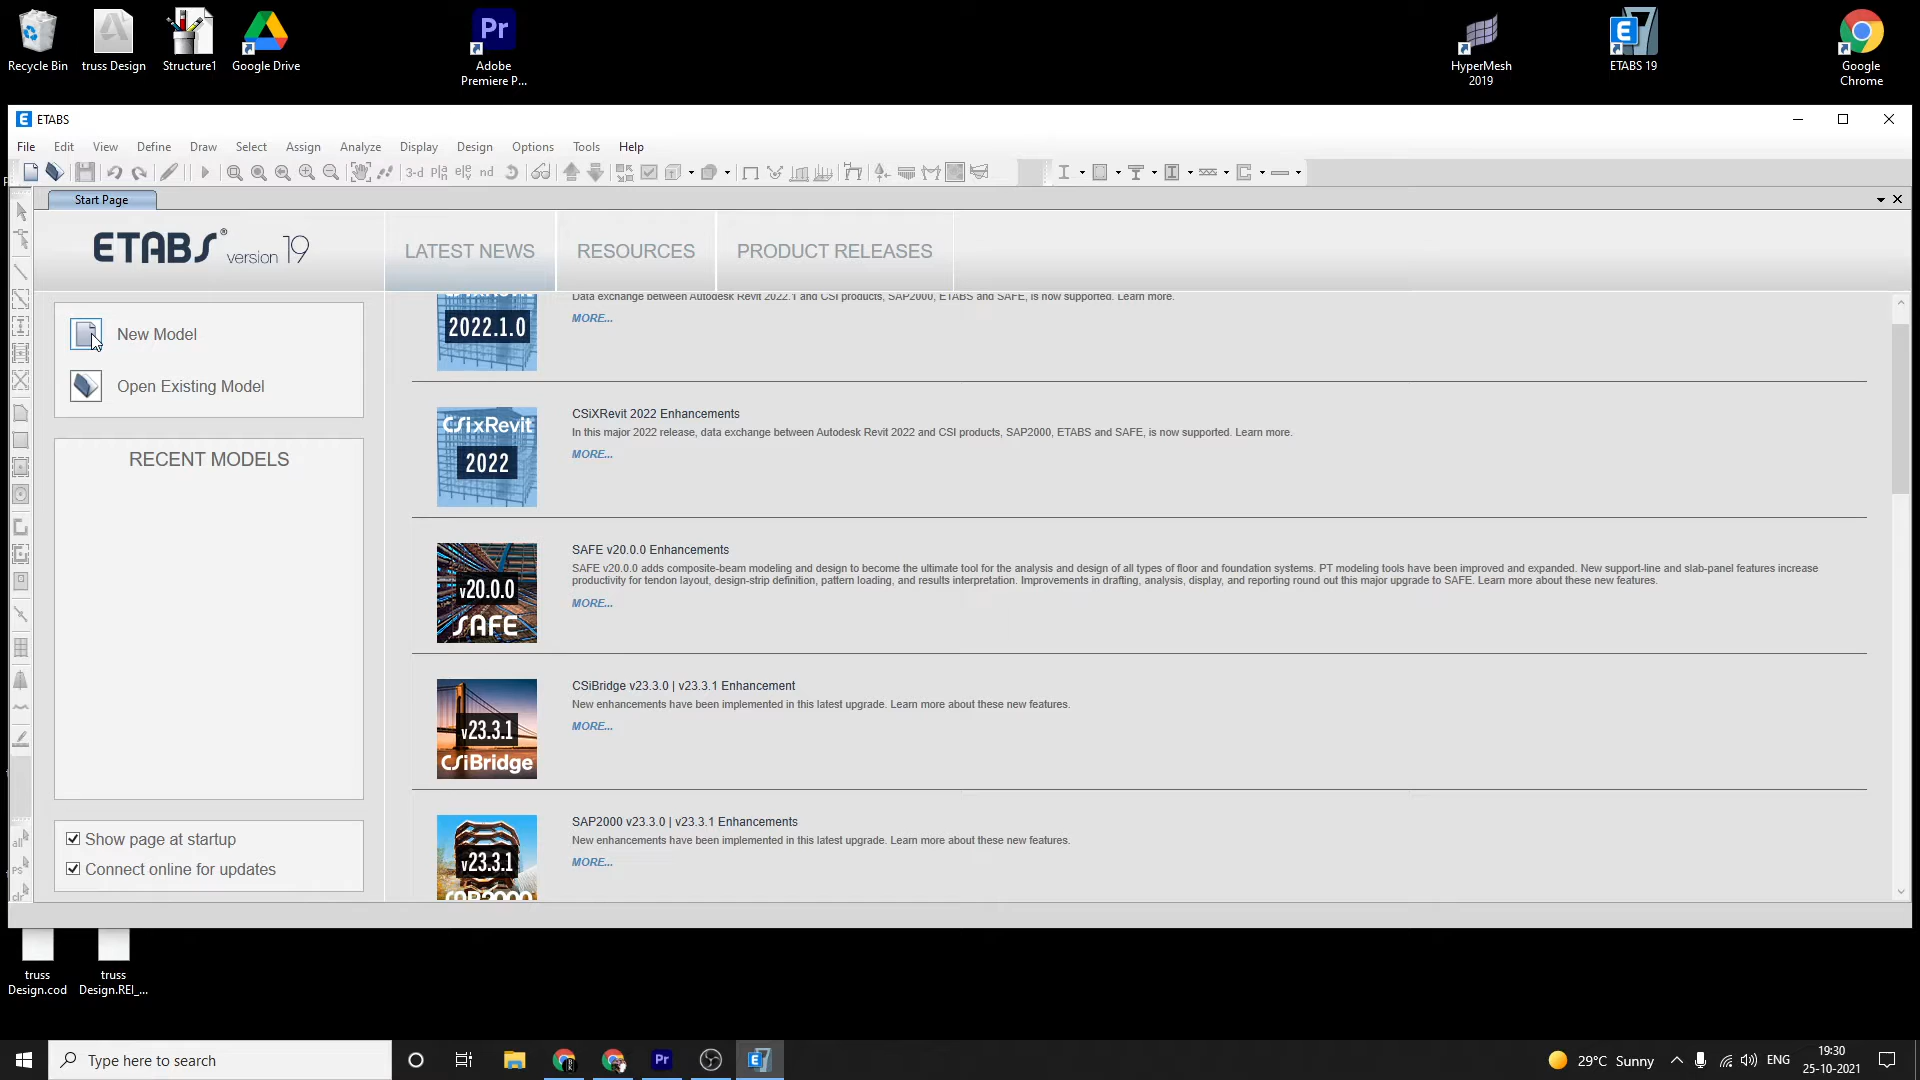 Recycle Bin
truss Design
Structure1
Google Drive
Pr
Adobe
Premiere P...
HyperMesh
2019
ETABS 19
Google
Chrome
ETABS
File Edit View Define Draw Select Assign Analyze Display Design Options Tools Help
3-d nd
Start Page
ETABS® version 19
LATEST NEWS
RESOURCES
PRODUCT RELEASES
New Model
Open Existing Model
RECENT MODELS
Show page at startup
Connect online for updates
2022.1.0
Data exchange between Autodesk Revit 2022.1 and CSI products, SAP2000, ETABS and SAFE, is now supported. Learn more.
MORE...
CSiXRevit
2022
CSiXRevit 2022 Enhancements
In this major 2022 release, data exchange between Autodesk Revit 2022 and CSI products, SAP2000, ETABS and SAFE, is now supported. Learn more.
MORE...
v20.0.0
SAFE
SAFE v20.0.0 Enhancements
SAFE v20.0.0 adds composite-beam modeling and design to become the ultimate tool for the analysis and design of all types of floor and foundation systems. PT modeling tools have been improved and expanded. New support-line and slab-panel features increase
productivity for tendon layout, design-strip definition, pattern loading, and results interpretation. Improvements in drafting, analysis, display, and reporting round out this major upgrade to SAFE. Learn more about these new features.
MORE...
v23.3.1
CSiBridge
CSiBridge v23.3.0 | v23.3.1 Enhancement
New enhancements have been implemented in this latest upgrade. Learn more about these new features.
MORE...
v23.3.1
SAP2000
SAP2000 v23.3.0 | v23.3.1 Enhancements
New enhancements have been implemented in this latest upgrade. Learn more about these new features.
MORE...
all
ps
clr
truss
Design.cod
truss
Design.REI_...
Type here to search
Pr
29°C Sunny
ENG
19:30
25-10-2021